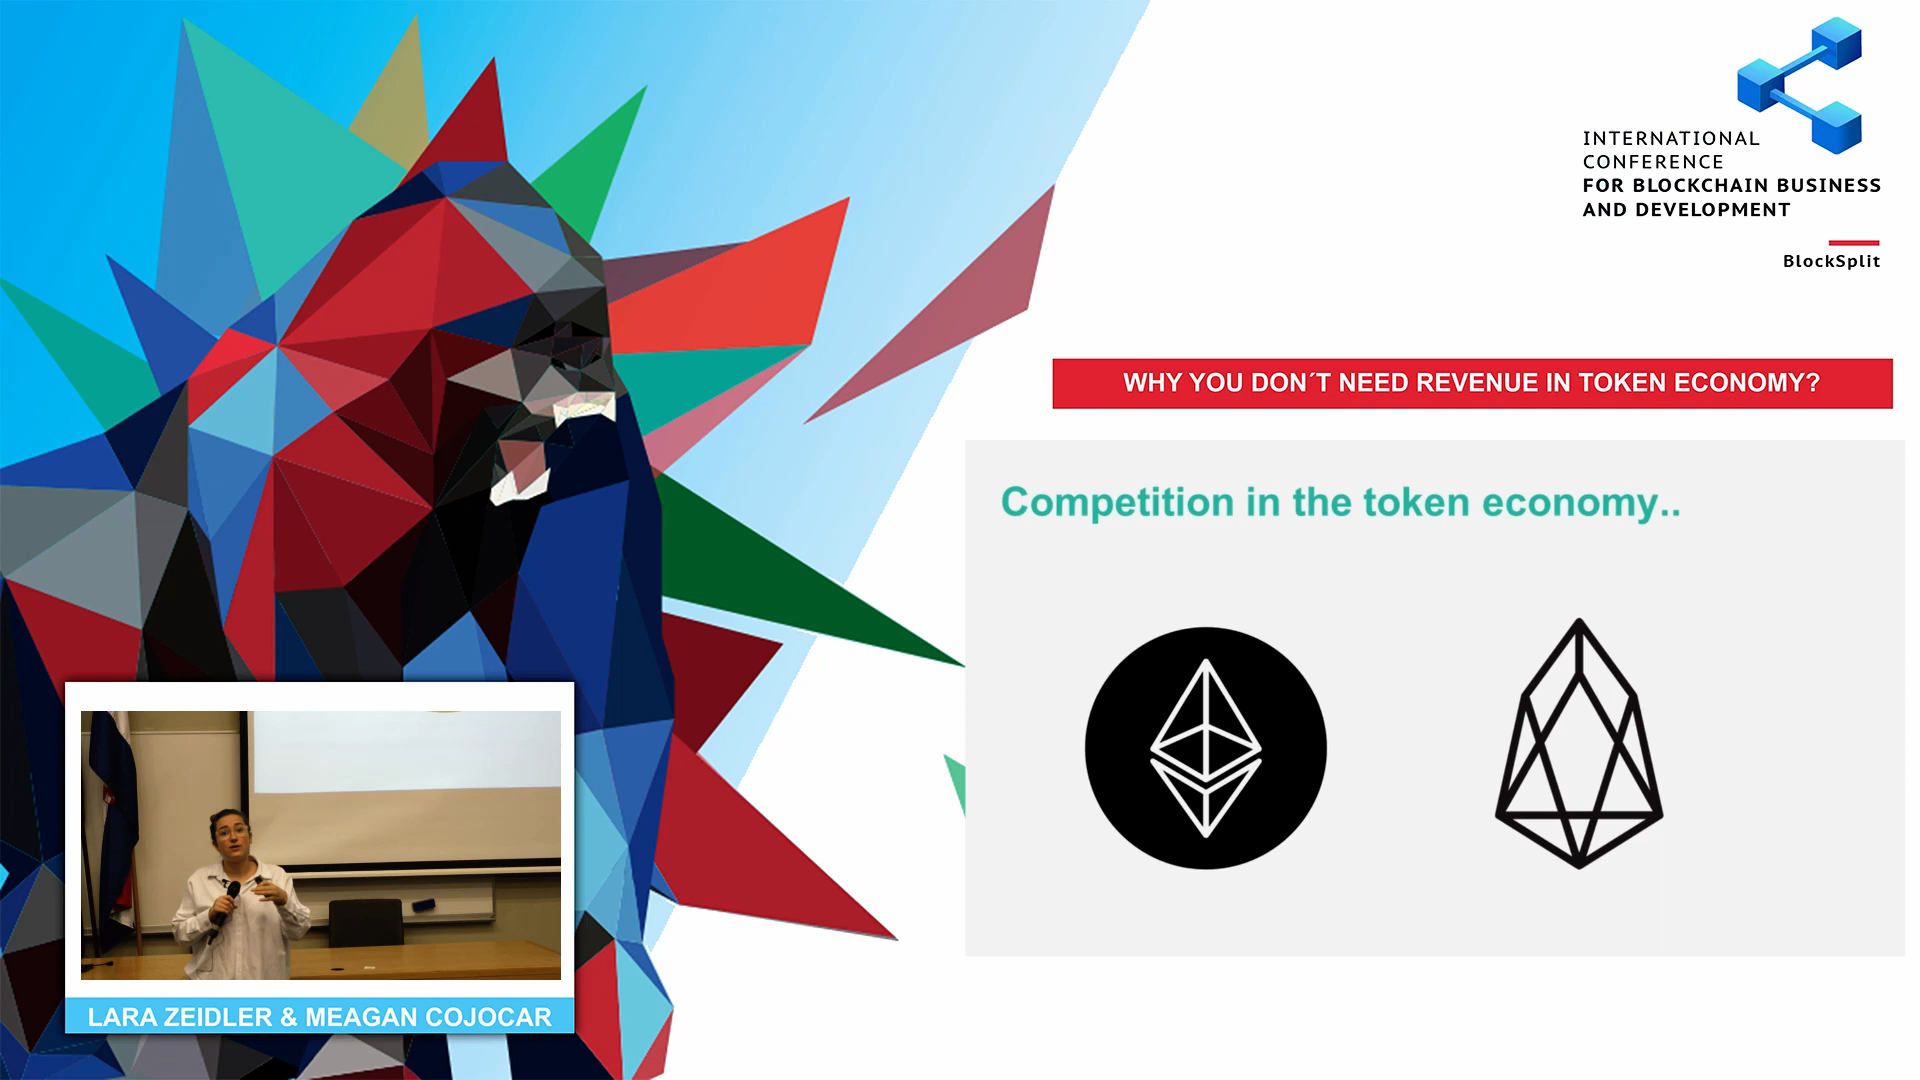 INTERNATIONAL
CONFERENCE
FOR BLOCKCHAIN BUSINESS
AND DEVELOPMENT
BlockSplit
WHY YOU DON´T NEED REVENUE IN TOKEN ECONOMY?
Competition in the token economy..
LARA ZEIDLER & MEAGAN COJOCAR